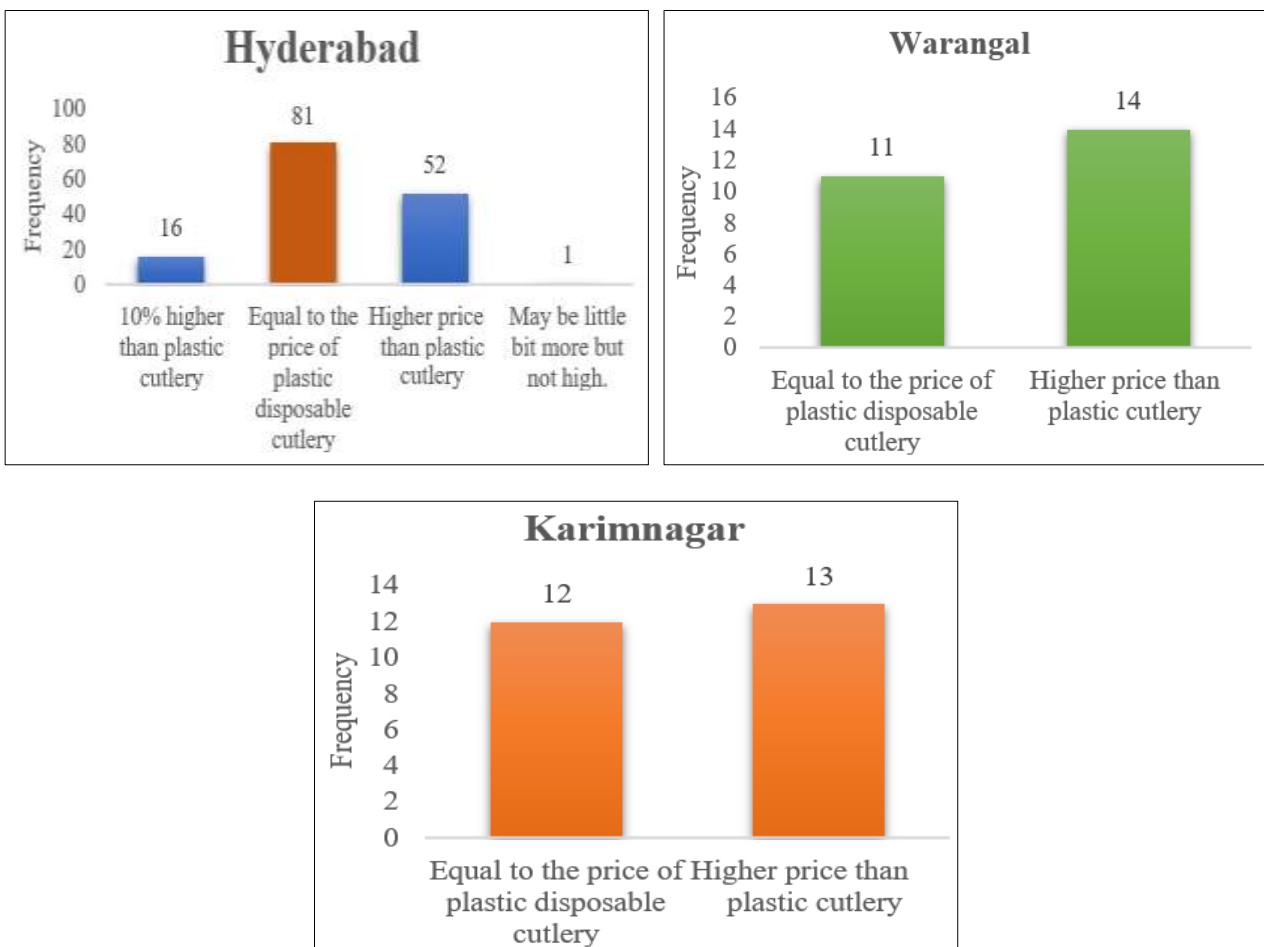 Hyderabad
Frequency
100
80
60
40
20
0
16
81
52
1
10% higher
than plastic
cutlery
Equal to the
price of
plastic
disposable
cutlery
Higher price
than plastic
cutlery
May be little
bit more but
not high.
Warangal
Frequency
16
14
12
10
8
6
4
2
0
11
14
Equal to the price of
plastic disposable
cutlery
Higher price than
plastic cutlery
Karimnagar
Frequency
14
12
10
8
6
4
2
0
12
13
Equal to the price of
plastic disposable
cutlery
Higher price than
plastic cutlery